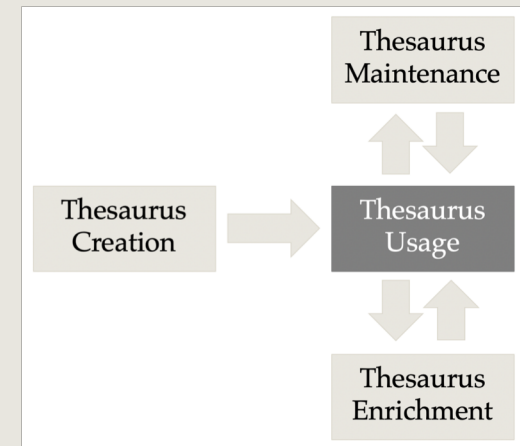 Thesaurus
Maintenance
Thesaurus
Creation
Thesaurus
Usage
Thesaurus
Enrichment